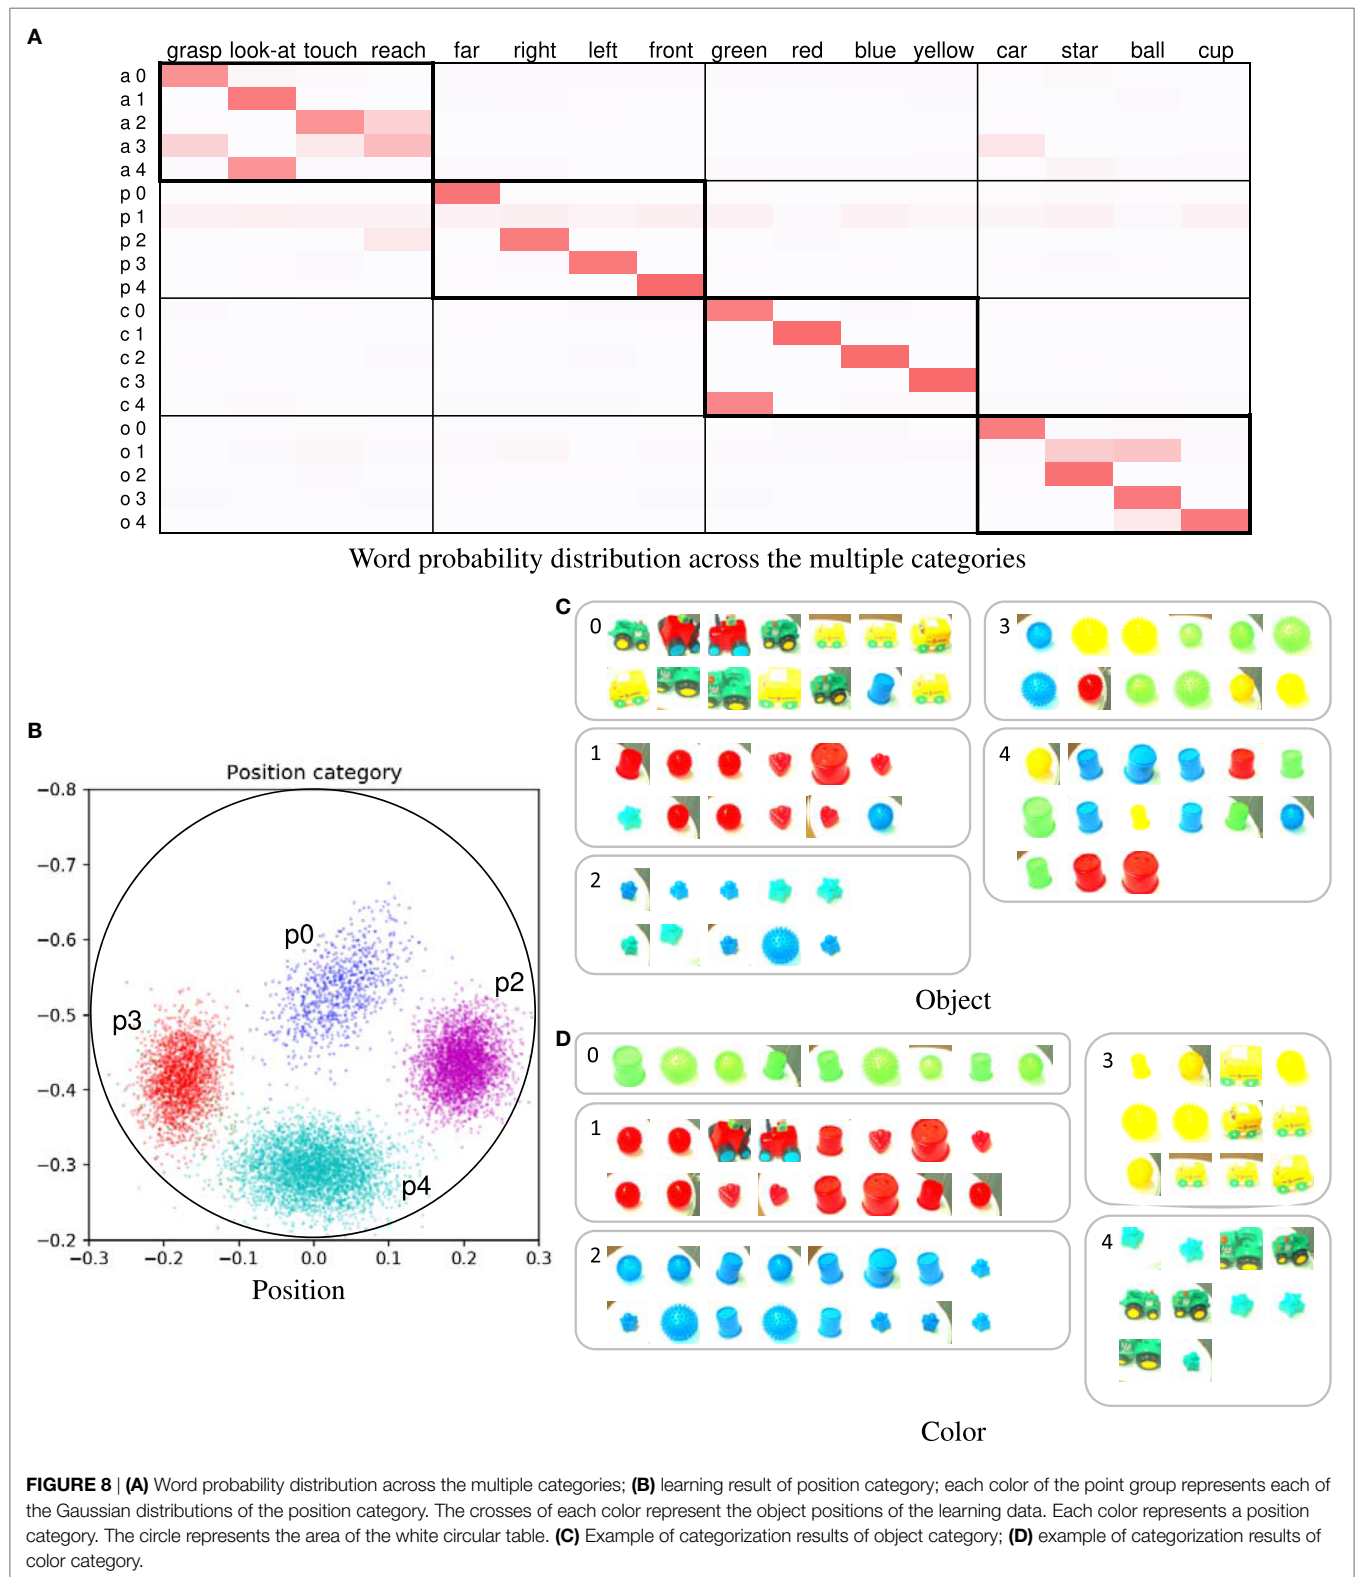 A
grasp look-at touch reach far right left front green red blue yellow car star ball cup
a 0
a 1
a 2
a 3
a 4
p 0
p 1
p 2
p 3
p 4
c 0
c 1
c 2
c 3
c 4
o 0
o 1
o 2
o 3
o 4
Word probability distribution across the multiple categories
B
Position category
−0.8
−0.7
−0.6
−0.5
−0.4
−0.3
−0.2
p0
p2
p3
p4
−0.3 −0.2 −0.1 0.0 0.1 0.2 0.3
Position
C
0
1
2
3
4
Object
D
0
1
2
3
4
Color
FIGURE 8 | (A) Word probability distribution across the multiple categories; (B) learning result of position category; each color of the point group represents each of
the Gaussian distributions of the position category. The crosses of each color represent the object positions of the learning data. Each color represents a position
category. The circle represents the area of the white circular table. (C) Example of categorization results of object category; (D) example of categorization results of
color category.